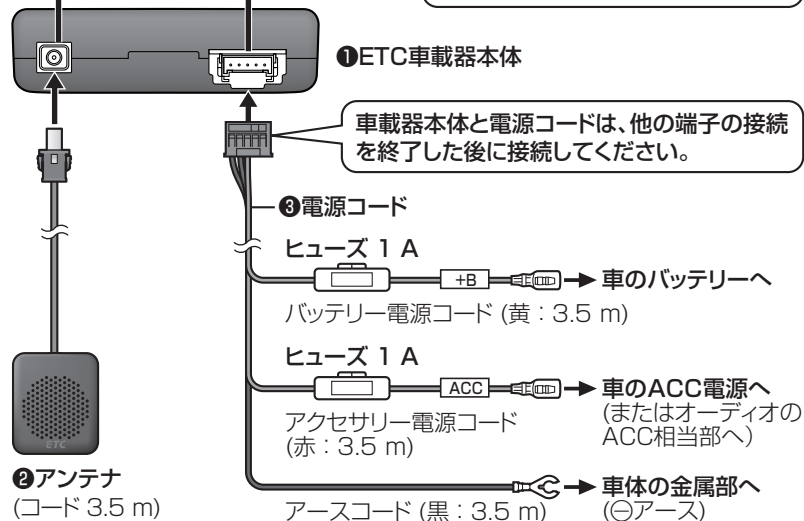 ❶ETC車載器本体
車載器本体と電源コードは、他の端子の接続
を終了した後に接続してください。
❸電源コード
ヒューズ 1 A
+B
車のバッテリーへ
バッテリー電源コード (黄：3.5 m)
ヒューズ 1 A
ACC
車のACC電源へ
(またはオーディオの
ACC相当部へ)
アクセサリー電源コード
(赤：3.5 m)
ETC
❷アンテナ
(コード 3.5 m)
車体の金属部へ
(⊖アース)
アースコード (黒：3.5 m)